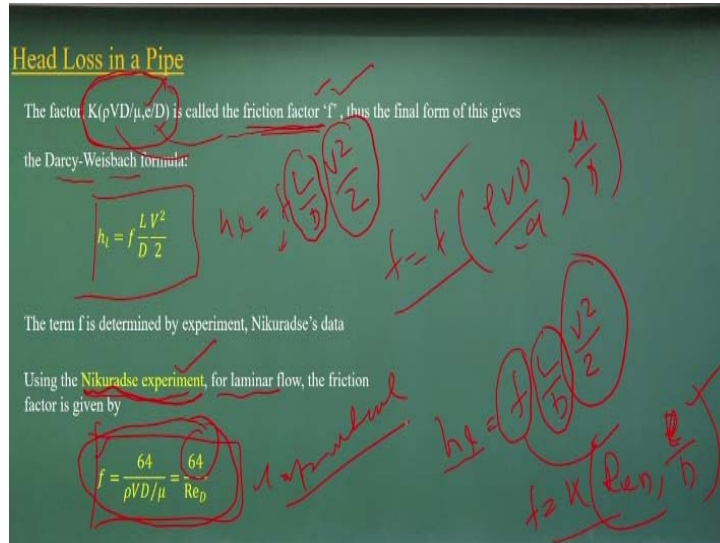 Head Loss in a Pipe
The factor, K(ρVD/μ,e/D) is called the friction factor ‘f’, thus the final form of this gives
the Darcy-Weisbach formula:
h_l = f L/D V²/2
h_l = f L/D V²/2
f = f (ρVD/μ, μ/D)
The term f is determined by experiment, Nikuradse’s data
Using the Nikuradse experiment, for laminar flow, the friction
factor is given by
f = 64/(ρVD/μ) = 64/Re_D
h_l = f L/D V²/2
f = K (Re_D, e/D)